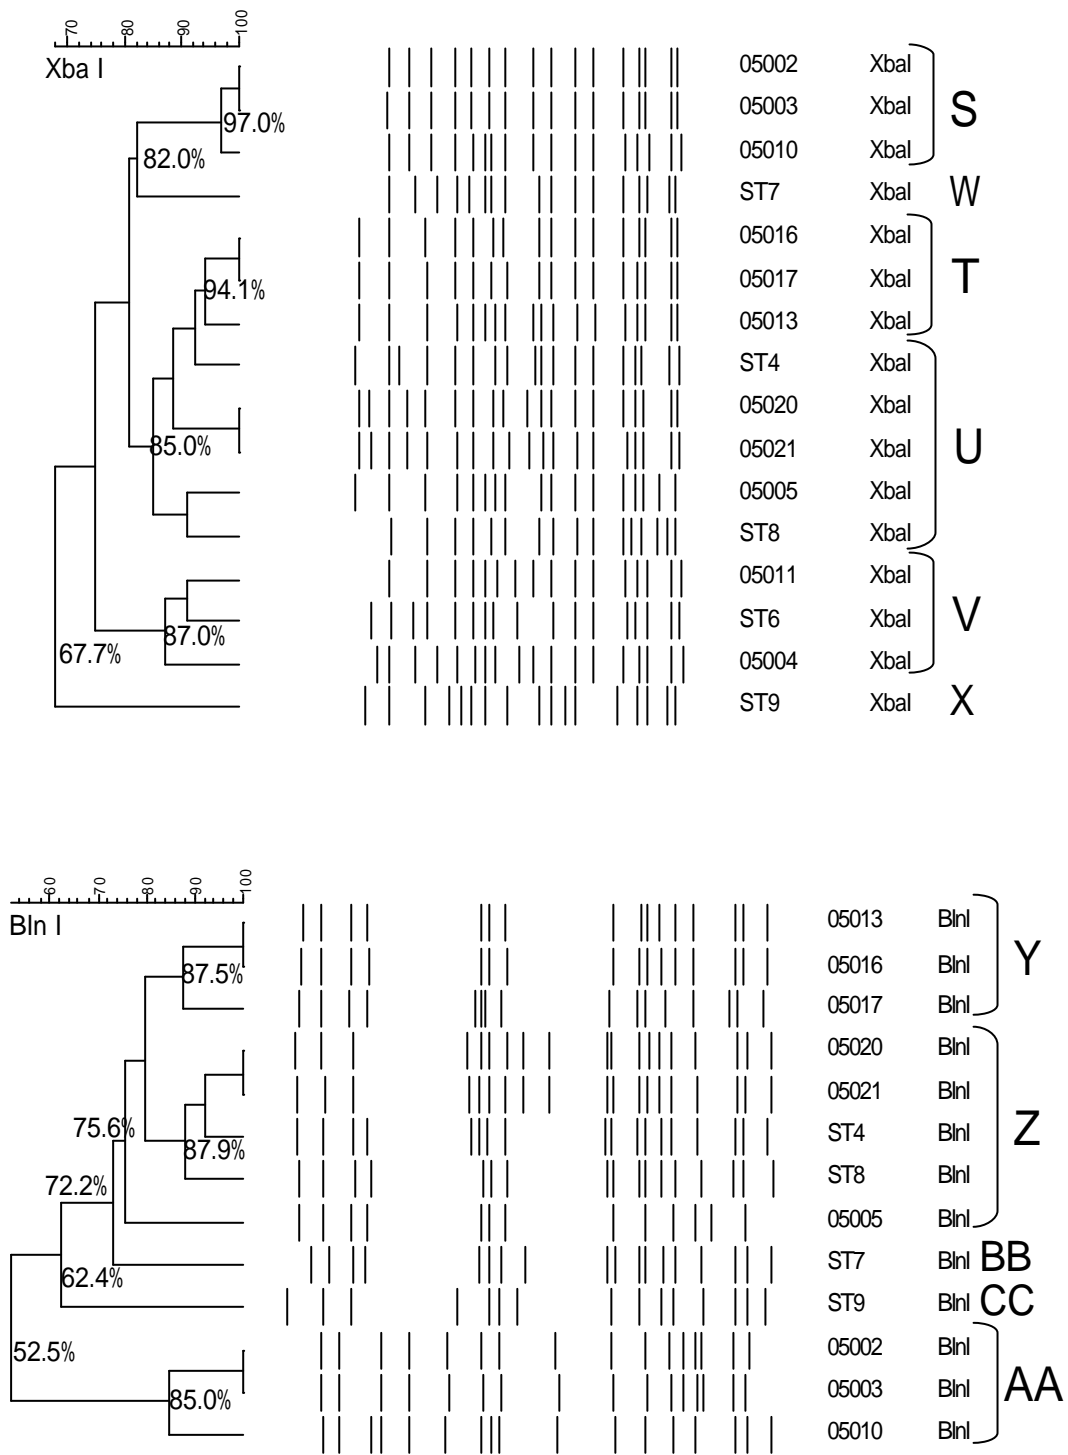 70 80 90 100
Xba I
05002 XbaI
97.0%
05003 XbaI S
82.0%
05010 XbaI
ST7 XbaI W
05016 XbaI
94.1%
05017 XbaI T
05013 XbaI
ST4 XbaI
05020 XbaI
85.0%
05021 XbaI U
05005 XbaI
ST8 XbaI
05011 XbaI
87.0%
ST6 XbaI V
67.7%
05004 XbaI
ST9 XbaI X
60 70 80 90 100
Bln I
05013 BlnI
87.5%
05016 BlnI Y
05017 BlnI
05020 BlnI
05021 BlnI
75.6%
87.9%
ST4 BlnI Z
72.2%
ST8 BlnI
05005 BlnI
62.4%
ST7 BlnI BB
ST9 BlnI CC
52.5%
05002 BlnI
85.0%
05003 BlnI AA
05010 BlnI